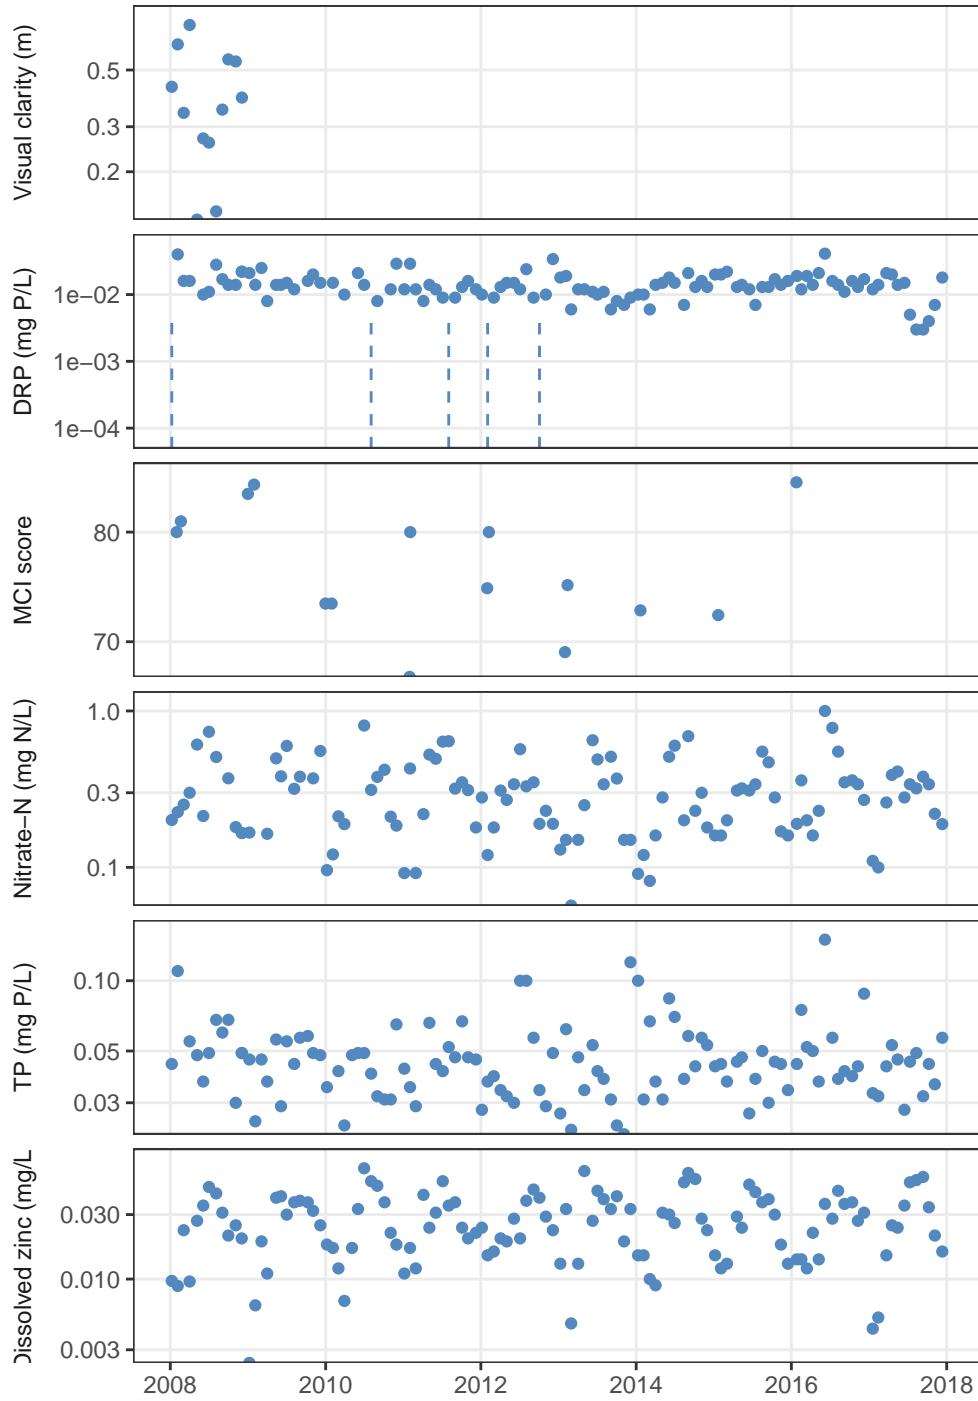 Visual clarity (m)
0.5
0.3
0.2
DRP (mg P/L)
1e−02
1e−03
1e−04
MCI score
80
70
Nitrate−N (mg N/L)
1.0
0.3
0.1
TP (mg P/L)
0.10
0.05
0.03
Dissolved zinc (mg/L
0.030
0.010
0.003
2008 2010 2012 2014 2016 2018